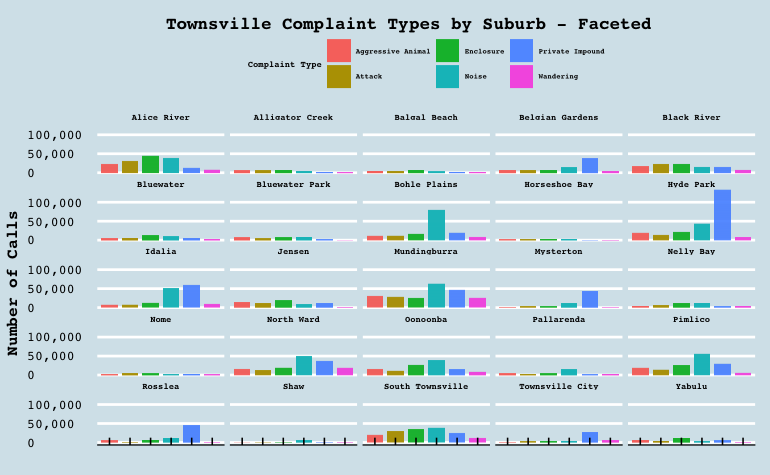 Townsville Complaint Types by Suburb - Faceted
Complaint Type
Aggressive Animal
Enclosure
Private Impound
Attack
Noise
Wandering
Number of Calls
Alice River
Alligator Creek
Balgal Beach
Belgian Gardens
Black River
100,000
50,000
0
Bluewater
Bluewater Park
Bohle Plains
Horseshoe Bay
Hyde Park
100,000
50,000
0
Idalia
Jensen
Mundingburra
Mysterton
Nelly Bay
100,000
50,000
0
Nome
North Ward
Oonoonba
Pallarenda
Pimlico
100,000
50,000
0
Rosslea
Shaw
South Townsville
Townsville City
Yabulu
100,000
50,000
0